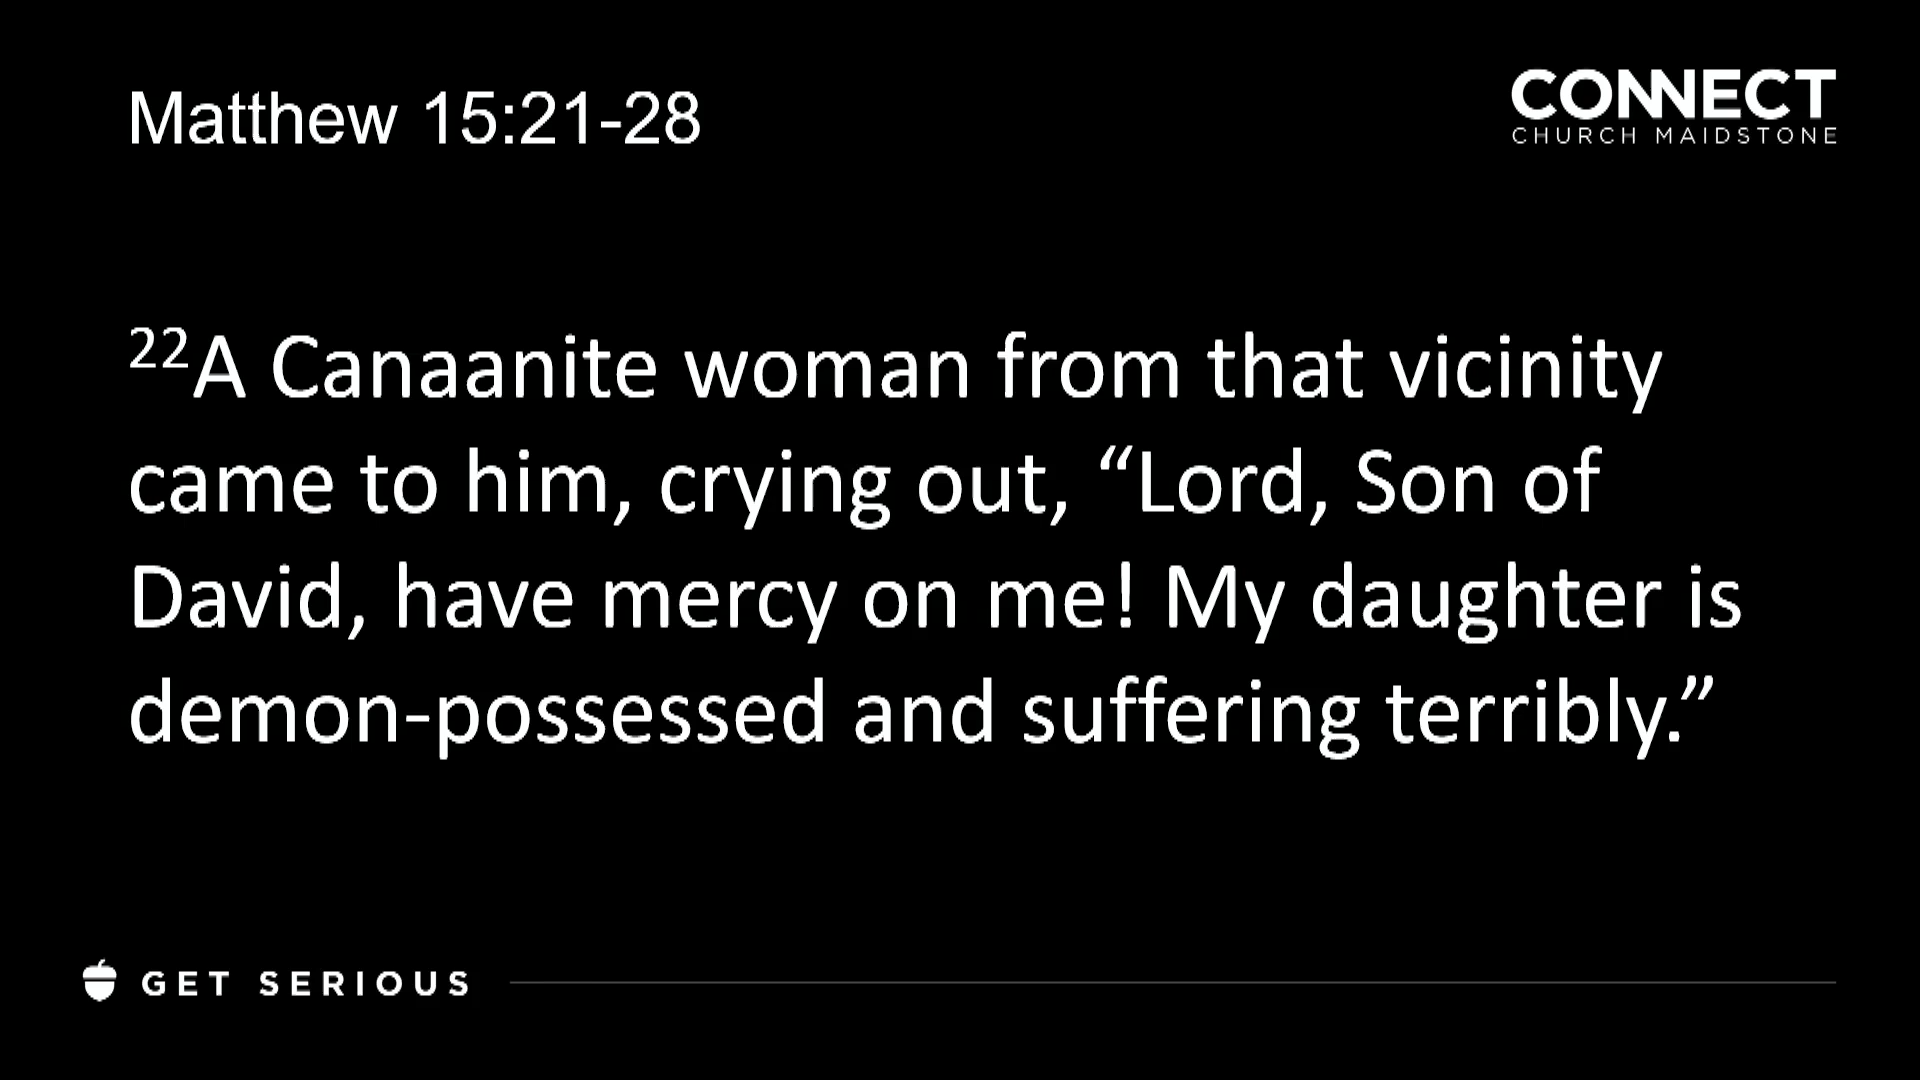 Matthew 15:21-28
CONNECT
CHURCH MAIDSTONE
²²A Canaanite woman from that vicinity
came to him, crying out, “Lord, Son of
David, have mercy on me! My daughter is
demon-possessed and suffering terribly.”
GET SERIOUS